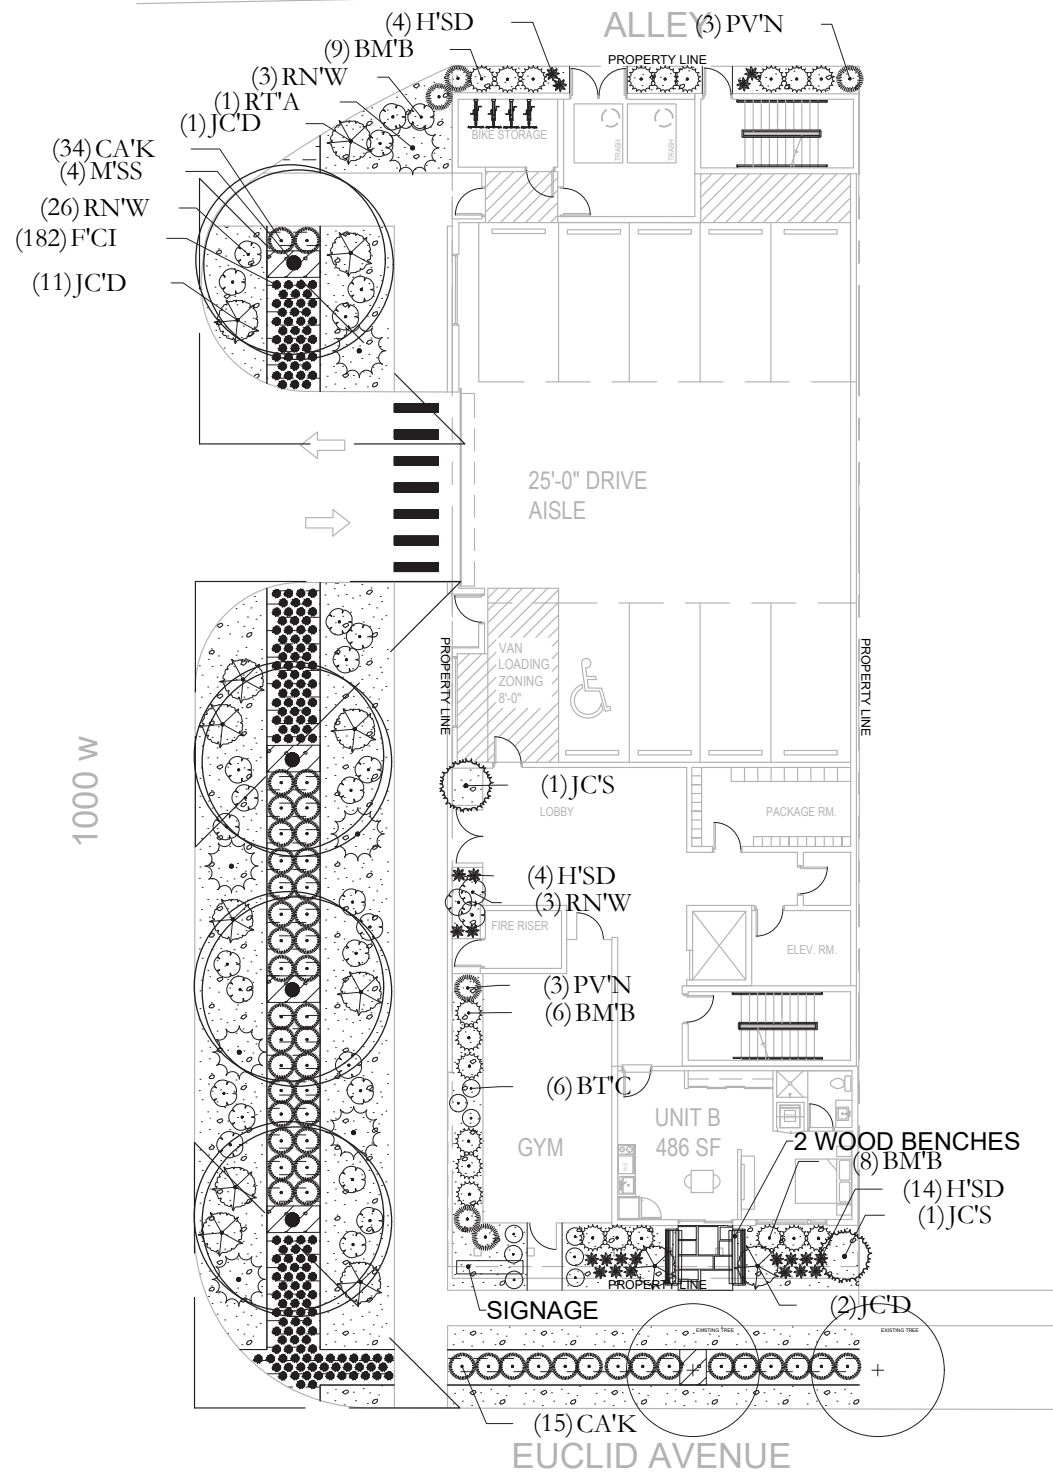 ALLEY
(4) H'SD
(3) PV'N
(9) BM'B
PROPERTY LINE
(3) RN'W
(1) RT'A
(1) JC'D
BIKE STORAGE
TRASH
TRASH
(34) CA'K
(4) M'SS
(26) RN'W
(182) F'CI
(11) JC'D
25'-0" DRIVE
AISLE
VAN
LOADING
ZONING
8'-0"
PROPERTY LINE
PROPERTY LINE
1000 w
(1) JC'S
LOBBY
PACKAGE RM.
(4) H'SD
(3) RN'W
FIRE RISER
ELEV. RM.
(3) PV'N
(6) BM'B
(6) BT'C
UNIT B
486 SF
GYM
2 WOOD BENCHES
(8) BM'B
(14) H'SD
(1) JC'S
PROPERTY LINE
(2) JC'D
SIGNAGE
EXISTING TREE
EXISTING TREE
(15) CA'K
EUCLID AVENUE